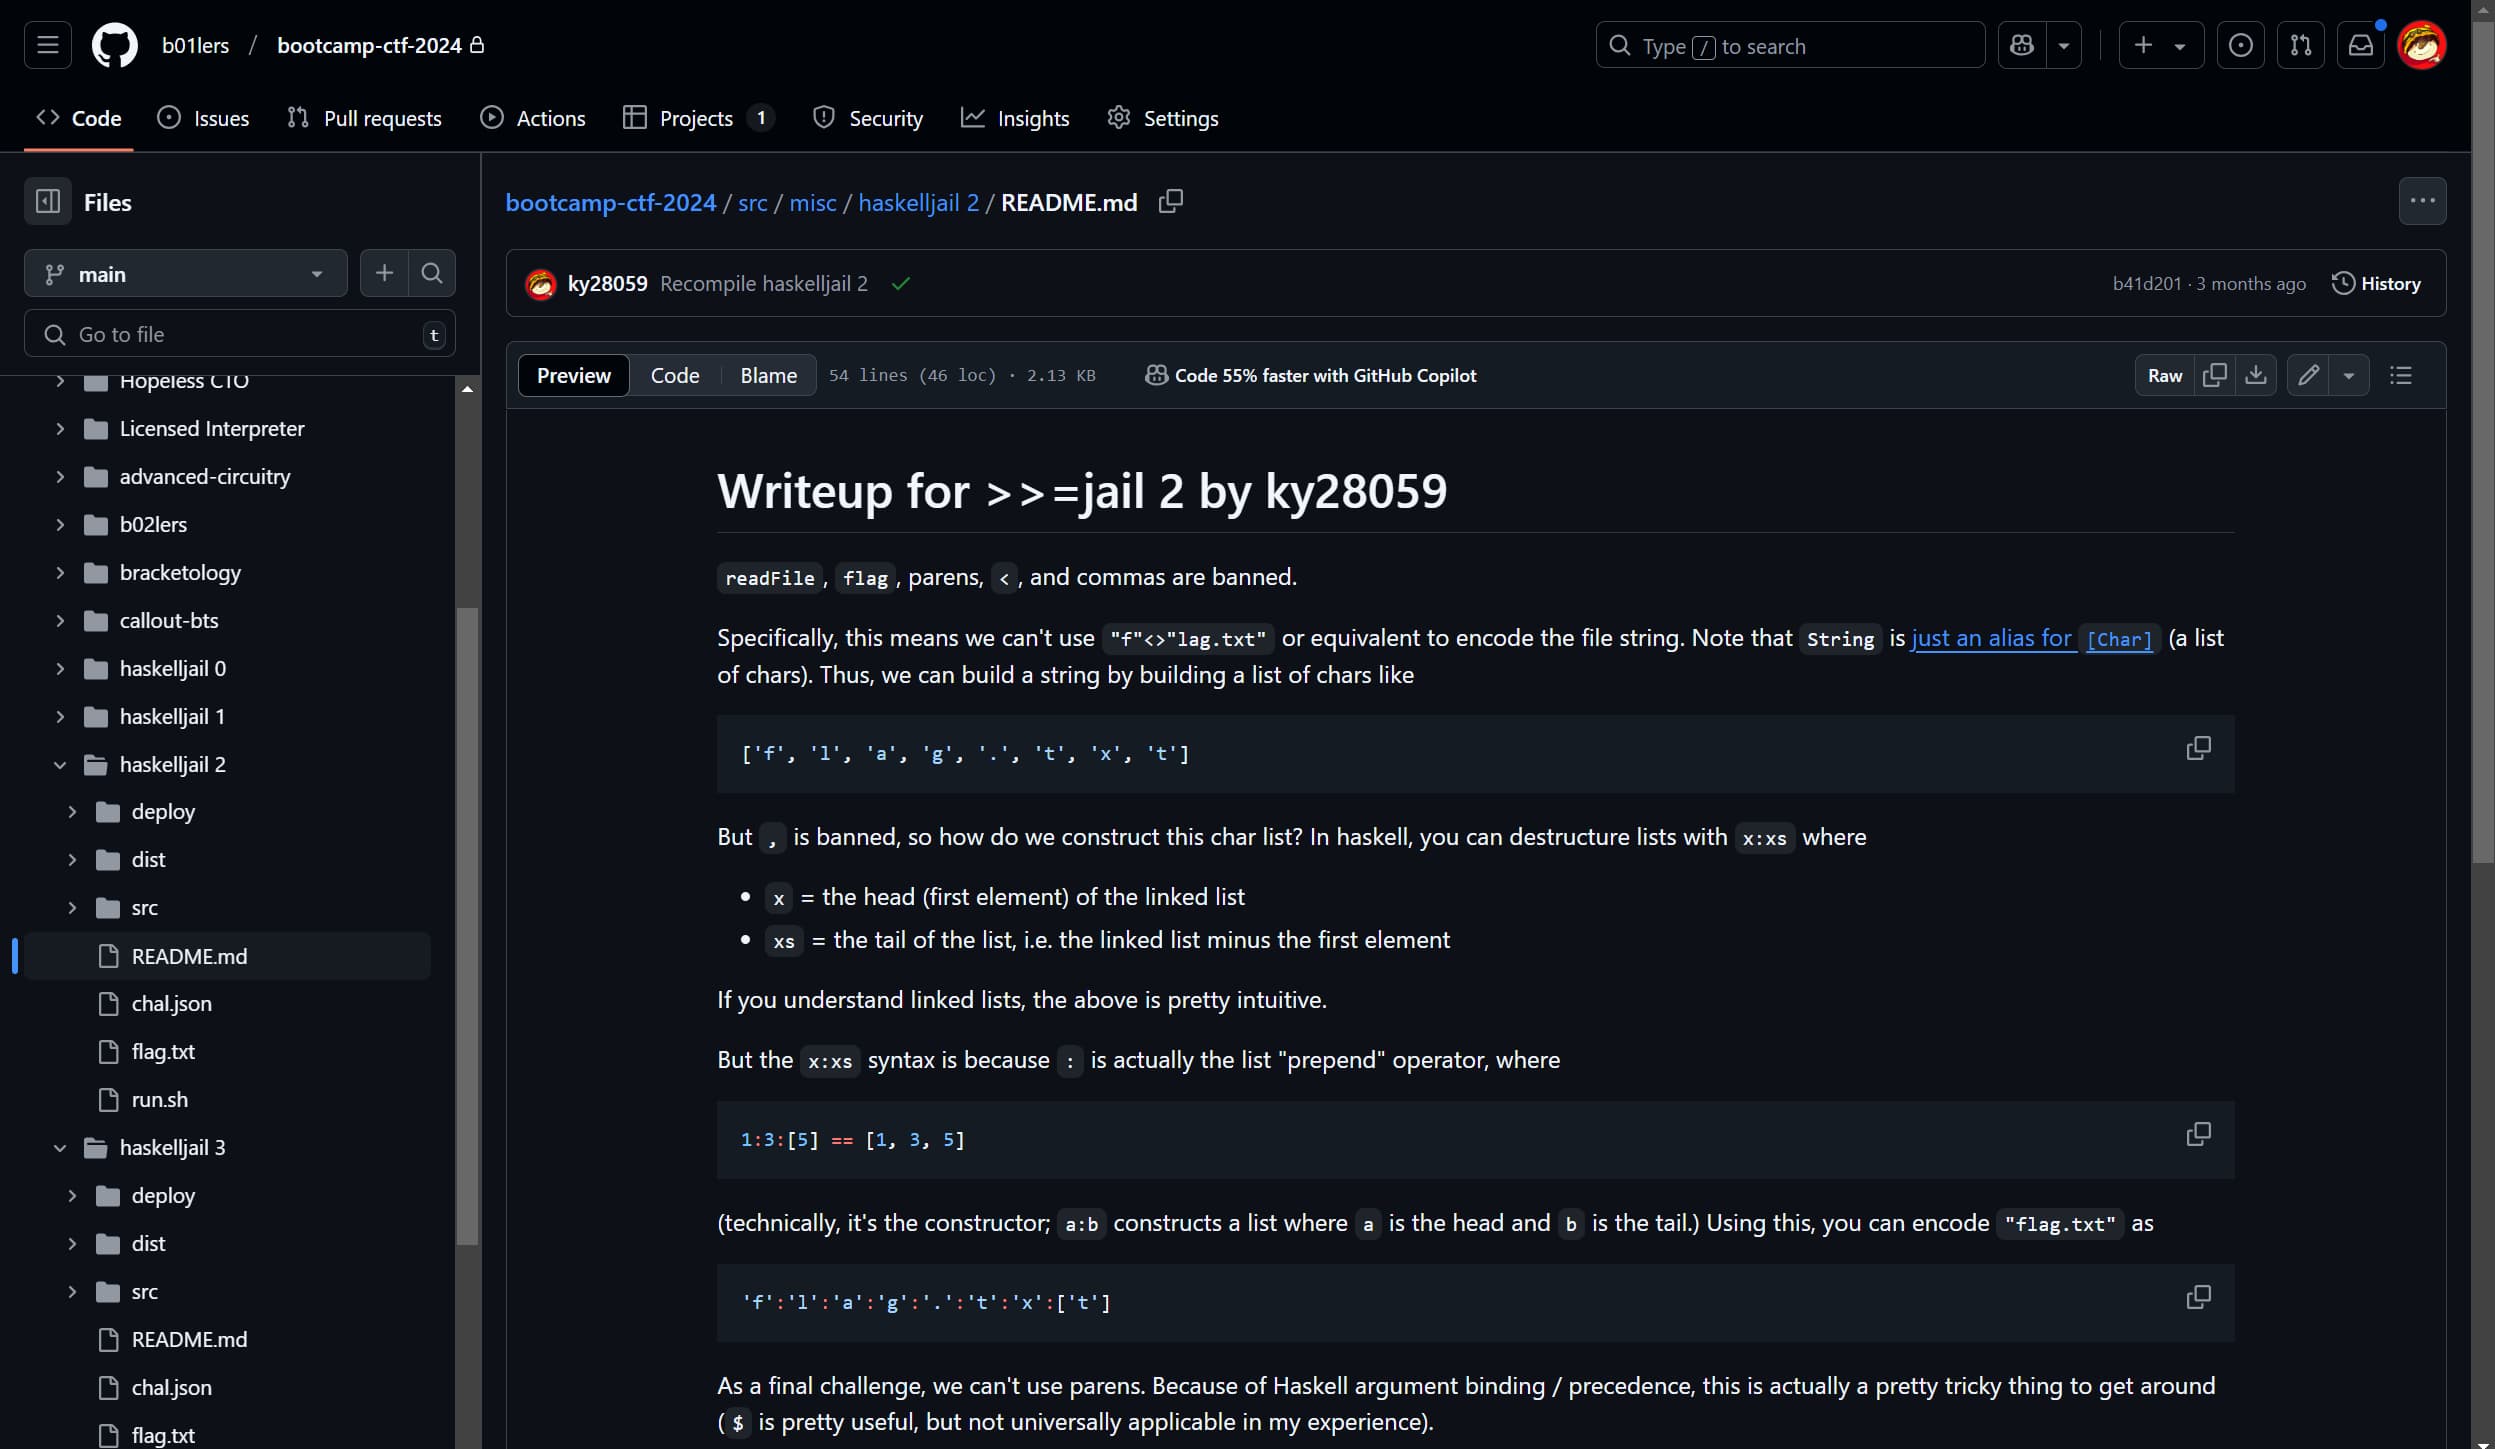 b01lers / bootcamp-ctf-2024
Type / to search
Code Issues Pull requests Actions Projects 1 Security Insights Settings
Files
main
Go to file t
Hopeless CTO
Licensed Interpreter
advanced-circuitry
b02lers
bracketology
callout-bts
haskelljail 0
haskelljail 1
haskelljail 2
deploy
dist
src
README.md
chal.json
flag.txt
run.sh
haskelljail 3
deploy
dist
src
README.md
chal.json
flag.txt
bootcamp-ctf-2024 / src / misc / haskelljail 2 / README.md
ky28059 Recompile haskelljail 2
b41d201 · 3 months ago History
Preview Code Blame 54 lines (46 loc) · 2.13 KB Code 55% faster with GitHub Copilot Raw
Writeup for >>=jail 2 by ky28059
readFile, flag, parens, <, and commas are banned.
Specifically, this means we can't use "f"<>"lag.txt" or equivalent to encode the file string. Note that String is just an alias for [Char] (a list
of chars). Thus, we can build a string by building a list of chars like
['f', 'l', 'a', 'g', '.', 't', 'x', 't']
But , is banned, so how do we construct this char list? In haskell, you can destructure lists with x:xs where
• x = the head (first element) of the linked list
• xs = the tail of the list, i.e. the linked list minus the first element
If you understand linked lists, the above is pretty intuitive.
But the x:xs syntax is because : is actually the list "prepend" operator, where
1:3:[5] == [1, 3, 5]
(technically, it's the constructor; a:b constructs a list where a is the head and b is the tail.) Using this, you can encode "flag.txt" as
'f':'l':'a':'g':'.':'t':'x':['t']
As a final challenge, we can't use parens. Because of Haskell argument binding / precedence, this is actually a pretty tricky thing to get around
( $ is pretty useful, but not universally applicable in my experience).